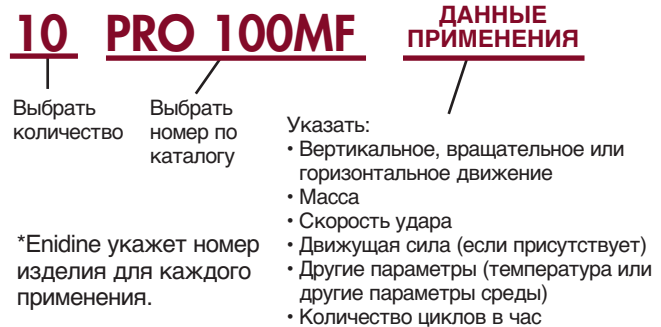 10 PRO 100MF ДАННЫЕ
ПРИМЕНЕНИЯ
Выбрать
количество
Выбрать
номер по
каталогу
Указать:
• Вертикальное, вращательное или
горизонтальное движение
• Масса
• Скорость удара
• Движущая сила (если присутствует)
• Другие параметры (температура или
другие параметры среды)
• Количество циклов в час
*Enidine укажет номер
изделия для каждого
применения.